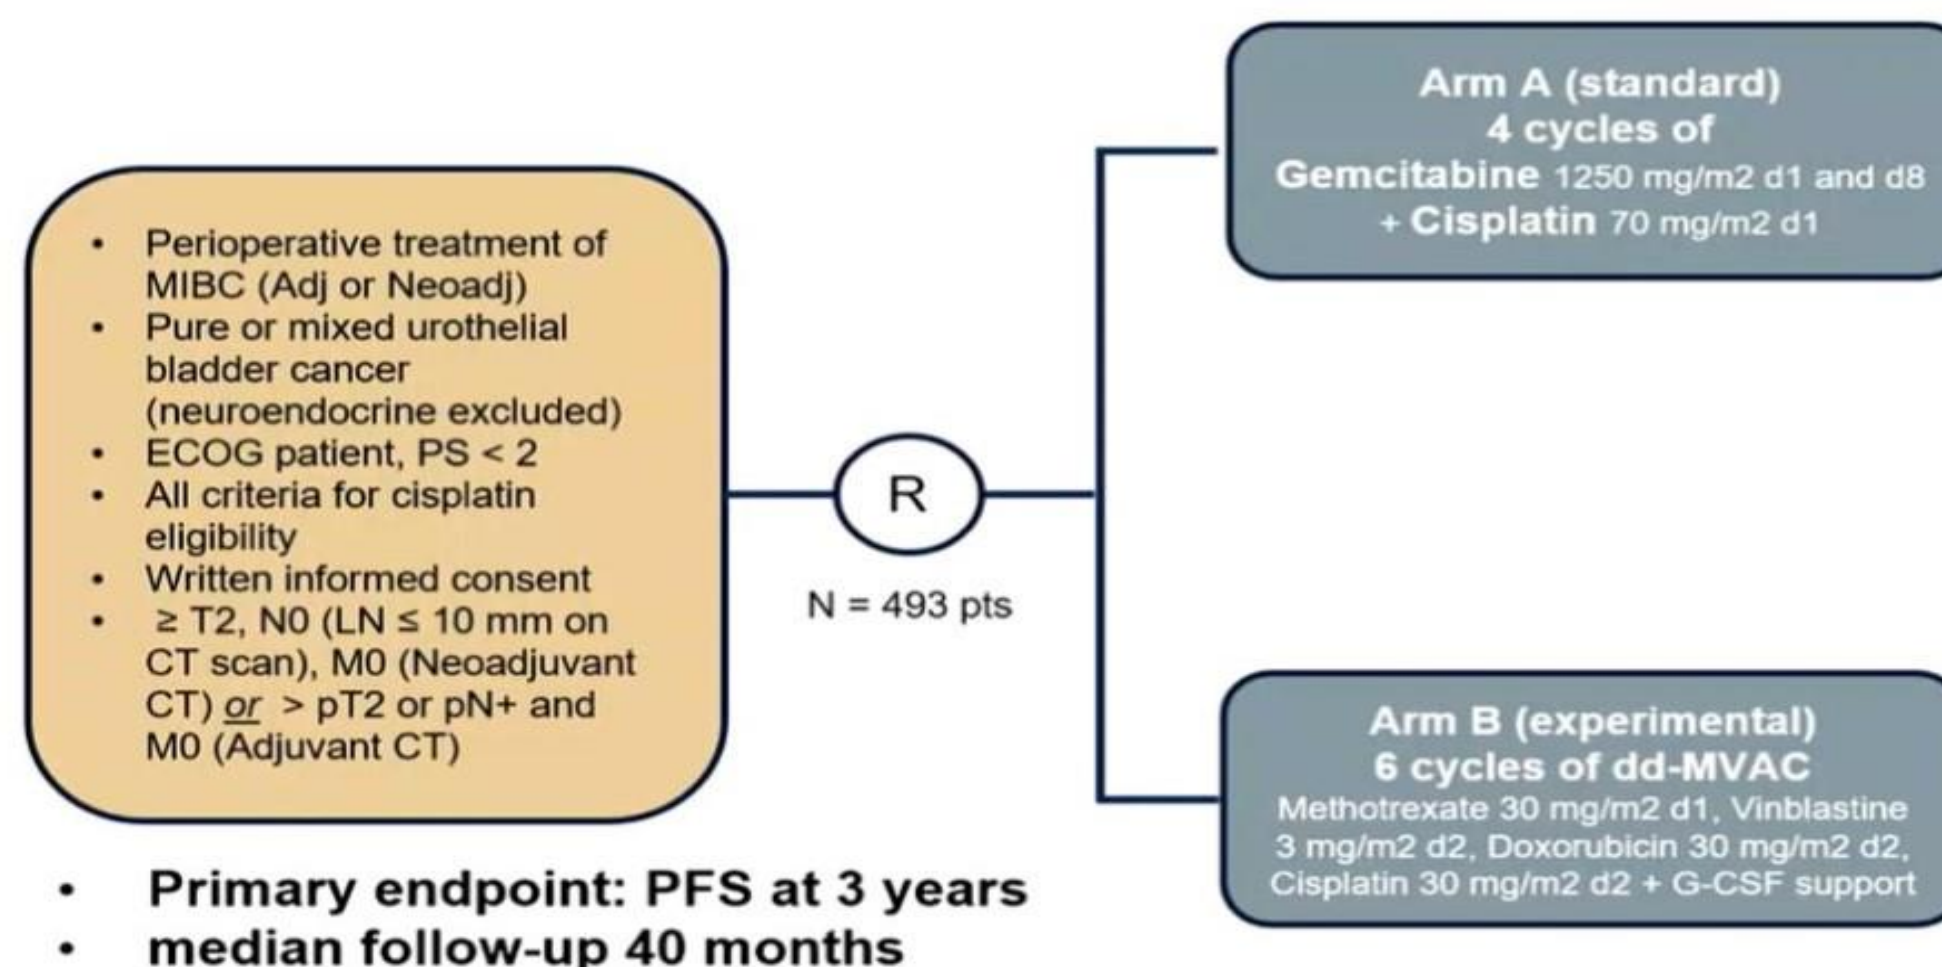 • Perioperative treatment of
MIBC (Adj or Neoadj)
• Pure or mixed urothelial
bladder cancer
(neuroendocrine excluded)
• ECOG patient, PS < 2
• All criteria for cisplatin
eligibility
• Written informed consent
• ≥ T2, N0 (LN ≤ 10 mm on
CT scan), M0 (Neoadjuvant
CT) or > pT2 or pN+ and
M0 (Adjuvant CT)
R
N = 493 pts
Arm A (standard)
4 cycles of
Gemcitabine 1250 mg/m2 d1 and d8
+ Cisplatin 70 mg/m2 d1
Arm B (experimental)
6 cycles of dd-MVAC
Methotrexate 30 mg/m2 d1, Vinblastine
3 mg/m2 d2, Doxorubicin 30 mg/m2 d2,
Cisplatin 30 mg/m2 d2 + G-CSF support
• Primary endpoint: PFS at 3 years
• median follow-up 40 months